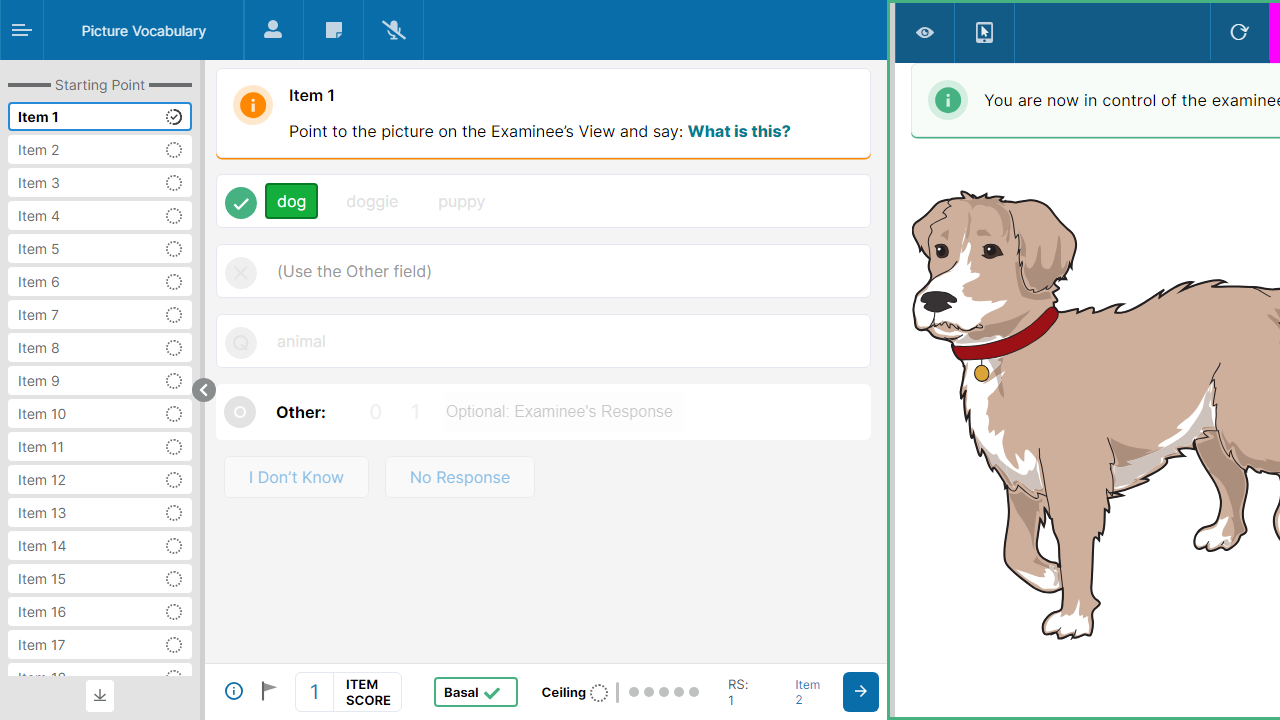 Picture Vocabulary
Starting Point
Item 1
Item 2
Item 3
Item 4
Item 5
Item 6
Item 7
Item 8
Item 9
Item 10
Item 11
Item 12
Item 13
Item 14
Item 15
Item 16
Item 17
Item 1
Point to the picture on the Examinee's View and say: What is this?
dog doggie puppy
(Use the Other field)
animal
Other: 0 1 Optional: Examinee's Response
I Don't Know No Response
1 ITEM SCORE
Basal
Ceiling
RS: 1
Item 2
You are now in control of the